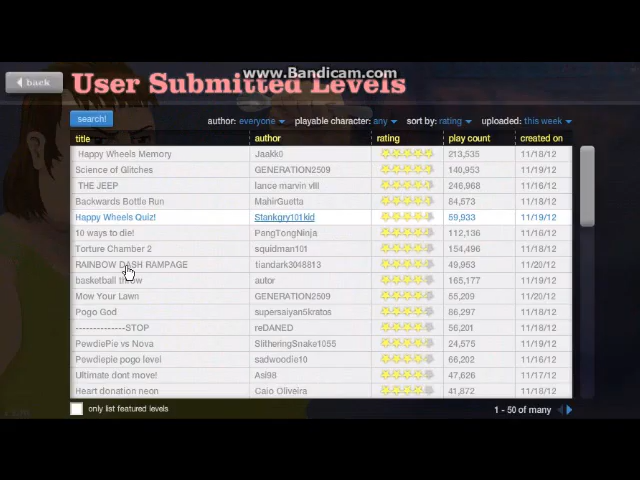 www.Bandicam.com
back
User Submitted Levels
search!
author: everyone playable character: any sort by: rating uploaded: this week
title author rating play count created on
Happy Wheels Memory Jaakk0 213,535 11/18/12
Science of Glitches GENERATION2509 140,953 11/18/12
THE JEEP lance marvin vlll 246,968 11/16/12
Backwards Bottle Run MahirGuetta 84,573 11/18/12
Happy Wheels Quiz! Stankgry101kid 59,933 11/19/12
10 ways to die! PangTongNinja 112,136 11/16/12
Torture Chamber 2 squidman101 154,496 11/18/12
RAINBOW DASH RAMPAGE tiandark3048813 49,953 11/20/12
basketball throw autor 165,177 11/19/12
Mow Your Lawn GENERATION2509 55,209 11/20/12
Pogo God supersaiyan5kratos 86,297 11/18/12
--------------STOP reDANED 56,201 11/18/12
PewdiePie vs Nova SlitheringSnake1055 24,575 11/19/12
Pewdiepie pogo level sadwoodie10 66,202 11/16/12
Ultimate dont move! Asi98 47,626 11/17/12
Heart donation neon Caio Oliveira 41,872 11/18/12
only list featured levels 1 - 50 of many